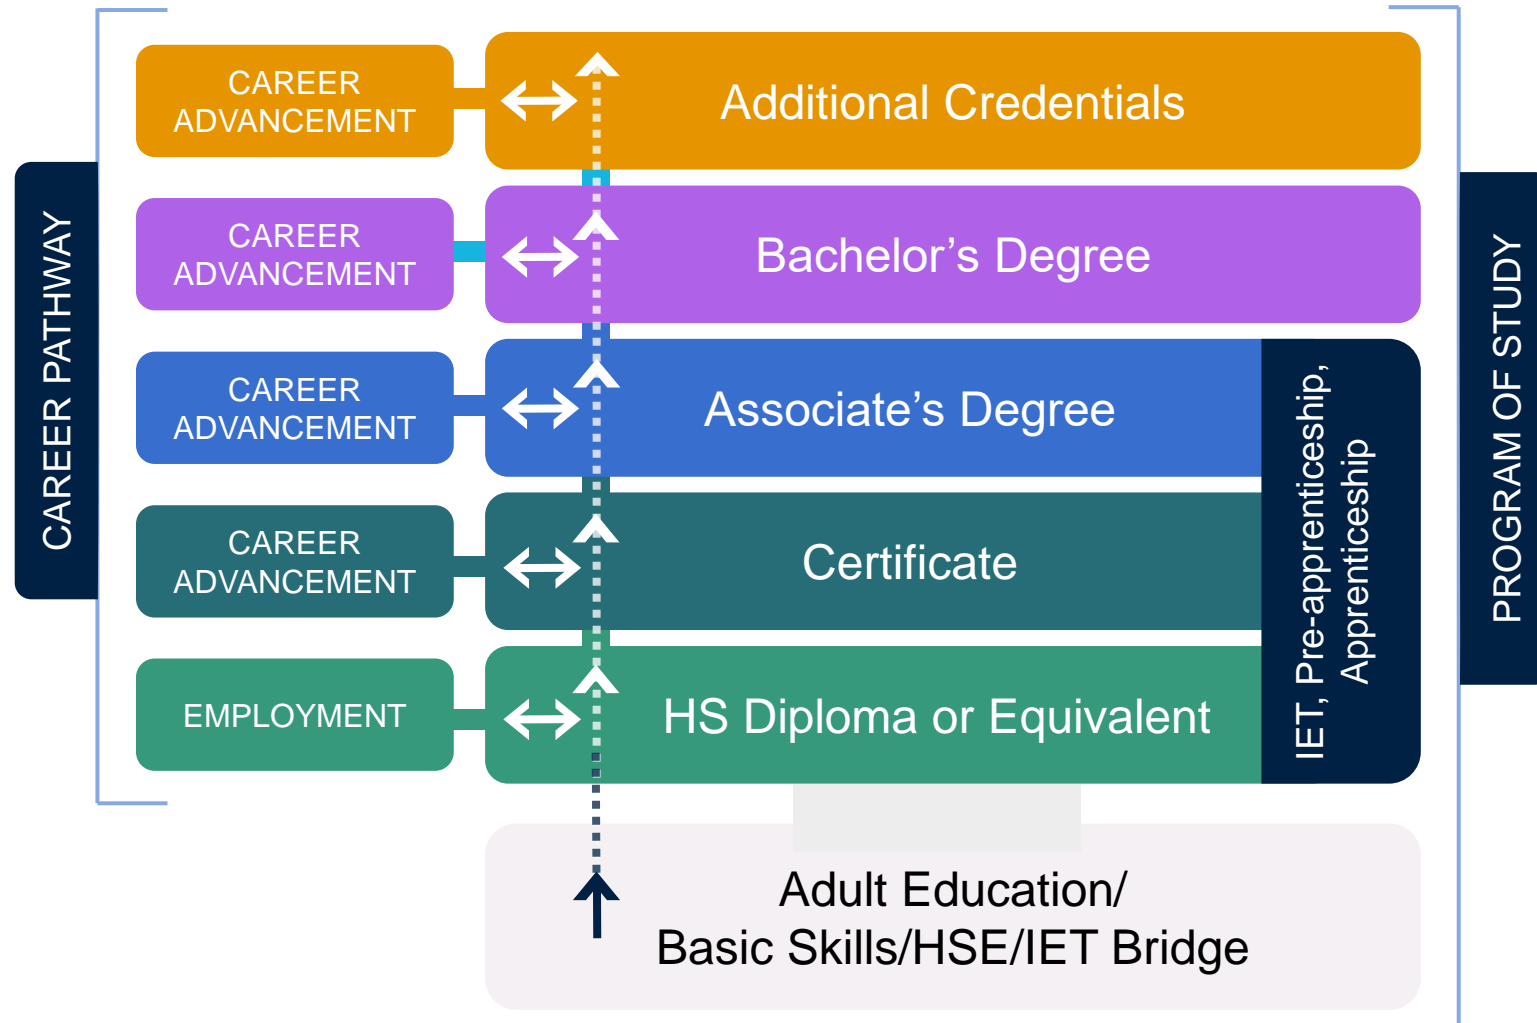 CAREER PATHWAY
CAREER
ADVANCEMENT
Additional Credentials
CAREER
ADVANCEMENT
Bachelor’s Degree
CAREER
ADVANCEMENT
Associate’s Degree
CAREER
ADVANCEMENT
Certificate
EMPLOYMENT
HS Diploma or Equivalent
IET, Pre-apprenticeship,
Apprenticeship
Adult Education/
Basic Skills/HSE/IET Bridge
PROGRAM OF STUDY